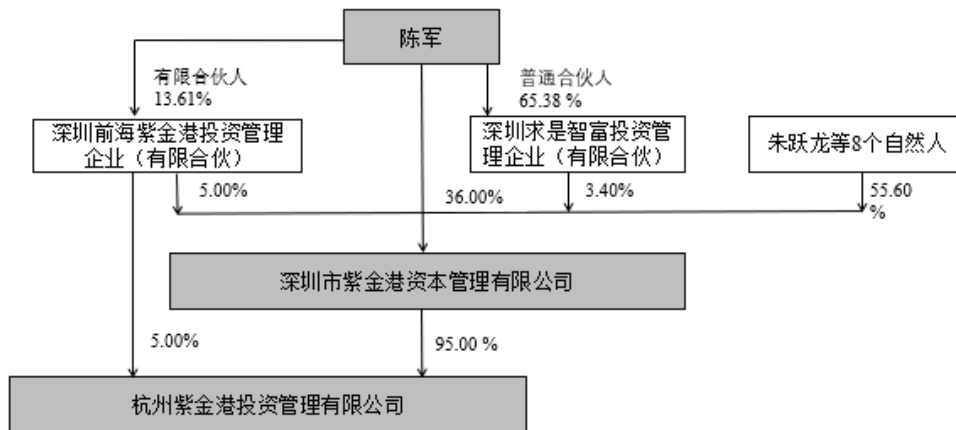 陈军
有限合伙人
13.61%
普通合伙人
65.38 %
深圳前海紫金港投资管理
企业（有限合伙）
深圳求是智富投资管
理企业（有限合伙）
朱跃龙等8个自然人
5.00%
36.00%
3.40%
55.60
%
深圳市紫金港资本管理有限公司
5.00%
95.00 %
杭州紫金港投资管理有限公司